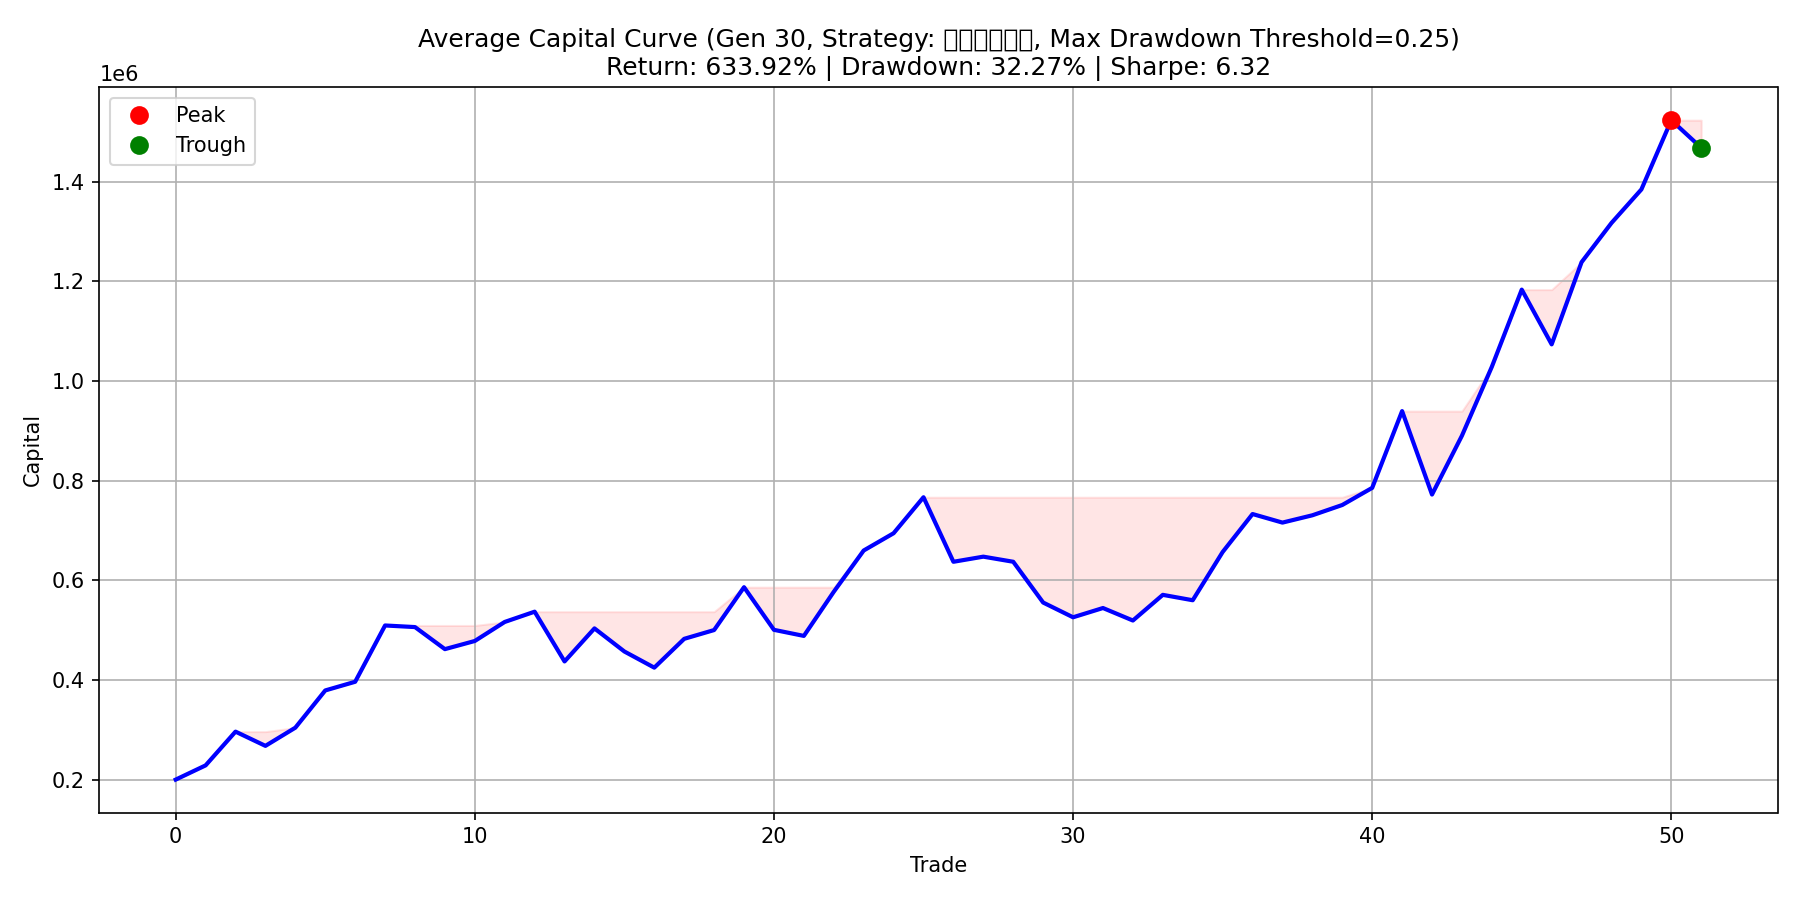 Average Capital Curve (Gen 30, Strategy: □□□□□□, Max Drawdown Threshold=0.25)
Return: 633.92% | Drawdown: 32.27% | Sharpe: 6.32
1e6
Peak
Trough
1.4
1.2
1.0
0.8
0.6
0.4
0.2
Capital
0 10 20 30 40 50
Trade